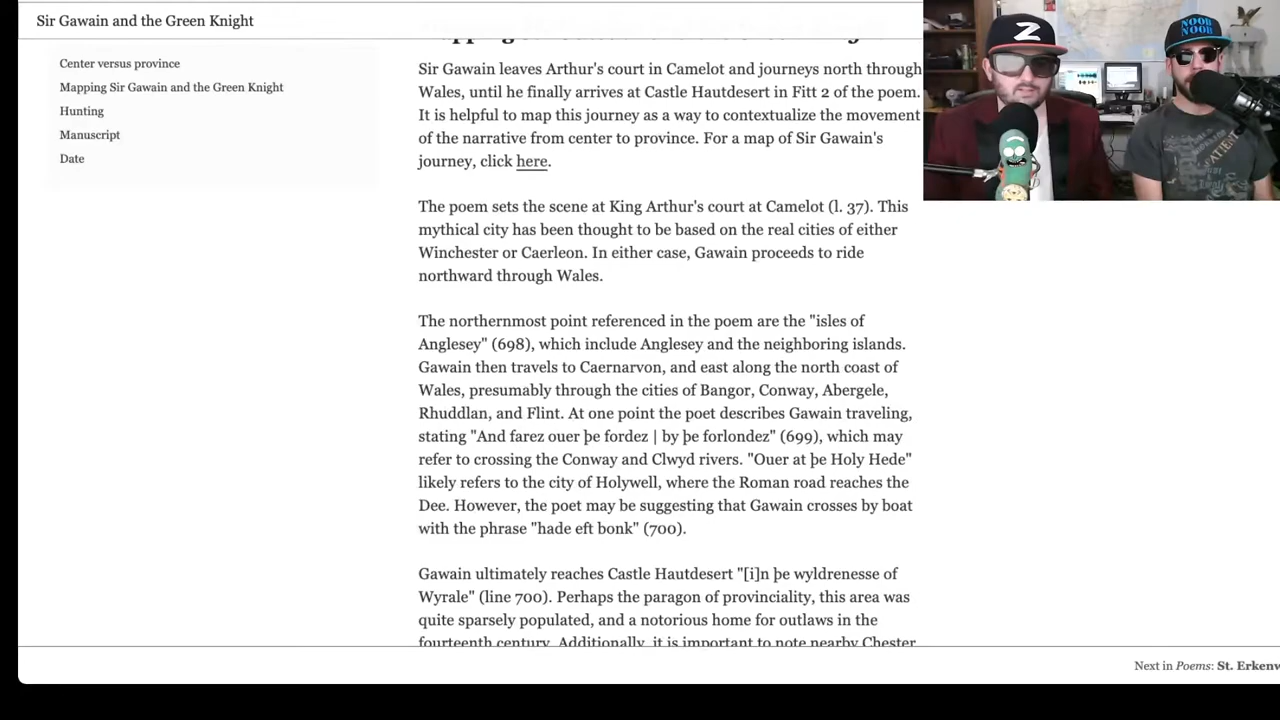 Sir Gawain and the Green Knight
Center versus province
Mapping Sir Gawain and the Green Knight
Hunting
Manuscript
Date
Sir Gawain leaves Arthur's court in Camelot and journeys north through
Wales, until he finally arrives at Castle Hautdesert in Fitt 2 of the poem.
It is helpful to map this journey as a way to contextualize the movement
of the narrative from center to province. For a map of Sir Gawain's
journey, click here.
The poem sets the scene at King Arthur's court at Camelot (l. 37). This
mythical city has been thought to be based on the real cities of either
Winchester or Caerleon. In either case, Gawain proceeds to ride
northward through Wales.
The northernmost point referenced in the poem are the "isles of
Anglesey" (698), which include Anglesey and the neighboring islands.
Gawain then travels to Caernarvon, and east along the north coast of
Wales, presumably through the cities of Bangor, Conway, Abergele,
Rhuddlan, and Flint. At one point the poet describes Gawain traveling,
stating "And farez ouer þe fordez | by þe forlondez" (699), which may
refer to crossing the Conway and Clwyd rivers. "Ouer at þe Holy Hede"
likely refers to the city of Holywell, where the Roman road reaches the
Dee. However, the poet may be suggesting that Gawain crosses by boat
with the phrase "hade eft bonk" (700).
Gawain ultimately reaches Castle Hautdesert "[i]n þe wyldrenesse of
Wyrale" (line 700). Perhaps the paragon of provinciality, this area was
quite sparsely populated, and a notorious home for outlaws in the
fourteenth century. Additionally, it is important to note nearby Chester
Next in Poems: St. Erkenw
Z
NOOB
NOOB
PATIENT